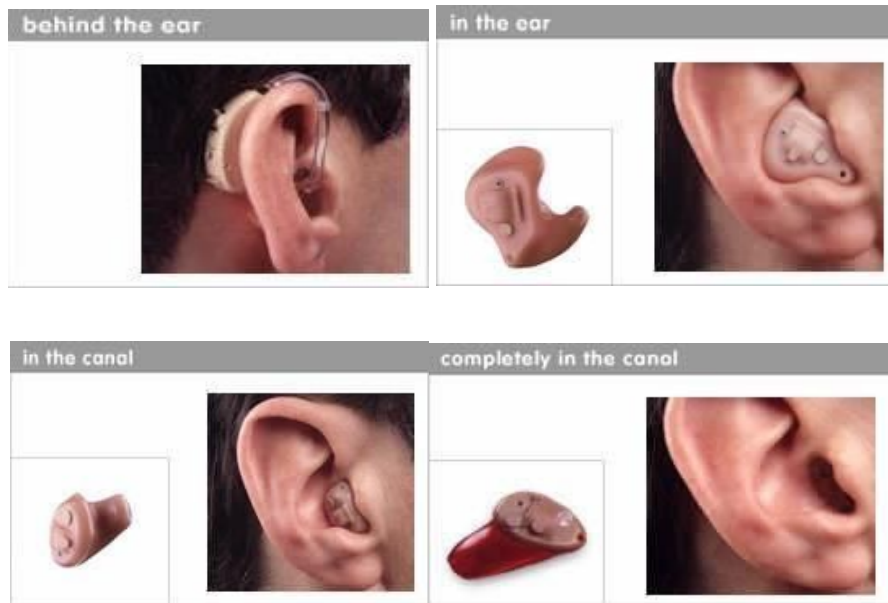 behind the ear
in the ear
in the canal
completely in the canal